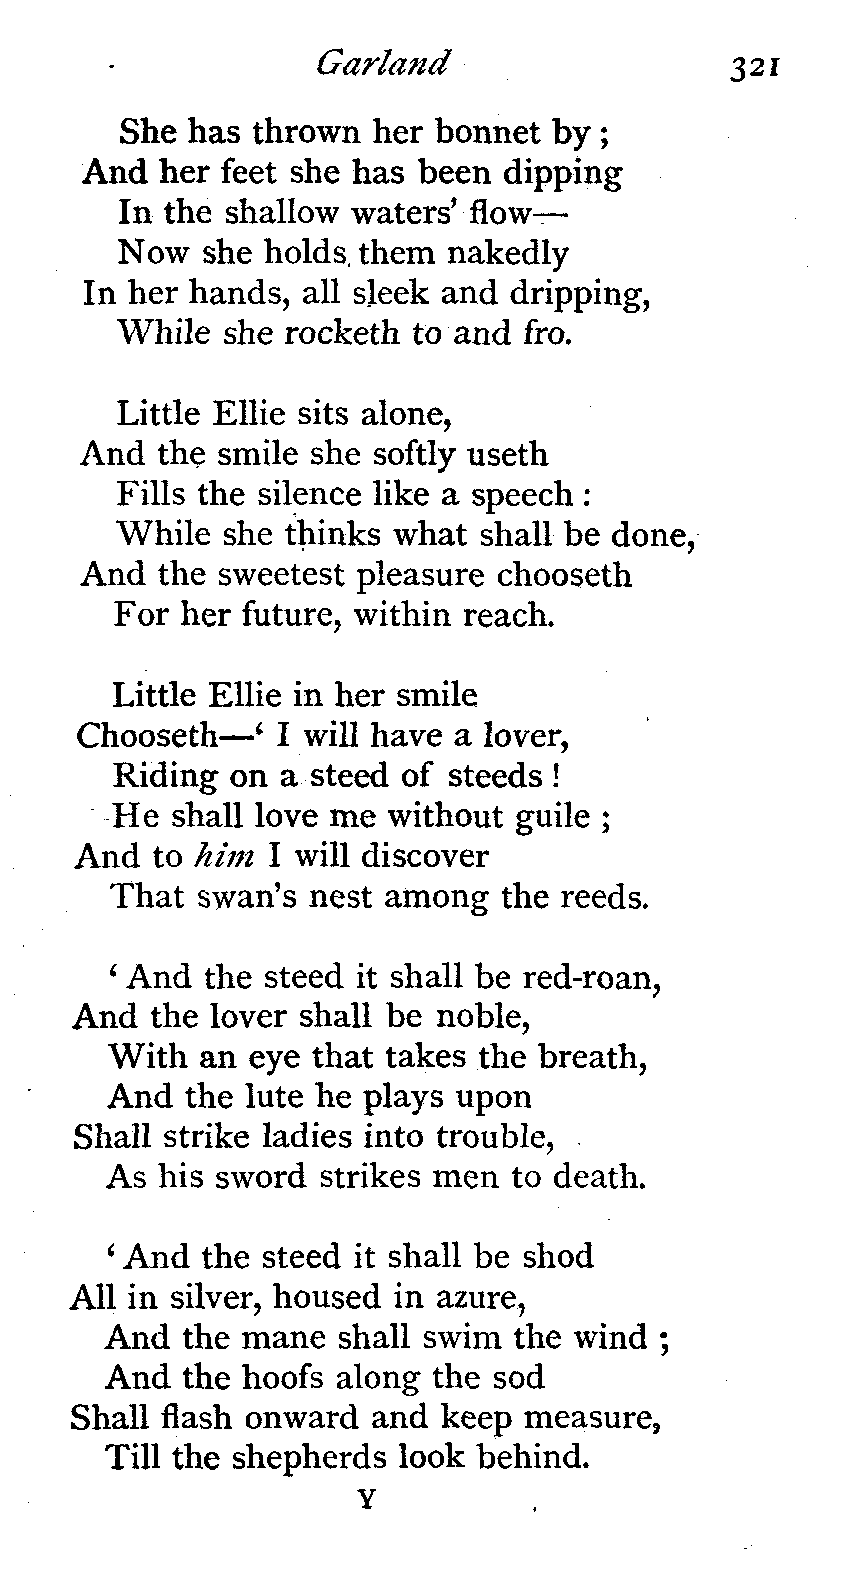 Garland 321
She has thrown her bonnet by ;
And her feet she has been dipping
In the shallow waters' flow—
Now she holds them nakedly
In her hands, all sleek and dripping,
While she rocketh to and fro.
Little Ellie sits alone,
And the smile she softly useth
Fills the silence like a speech :
While she thinks what shall be done,
And the sweetest pleasure chooseth
For her future, within reach.
Little Ellie in her smile
Chooseth—‘ I will have a lover,
Riding on a steed of steeds !
He shall love me without guile ;
And to him I will discover
That swan's nest among the reeds.
‘ And the steed it shall be red-roan,
And the lover shall be noble,
With an eye that takes the breath,
And the lute he plays upon
Shall strike ladies into trouble,
As his sword strikes men to death.
‘ And the steed it shall be shod
All in silver, housed in azure,
And the mane shall swim the wind ;
And the hoofs along the sod
Shall flash onward and keep measure,
Till the shepherds look behind.
Y